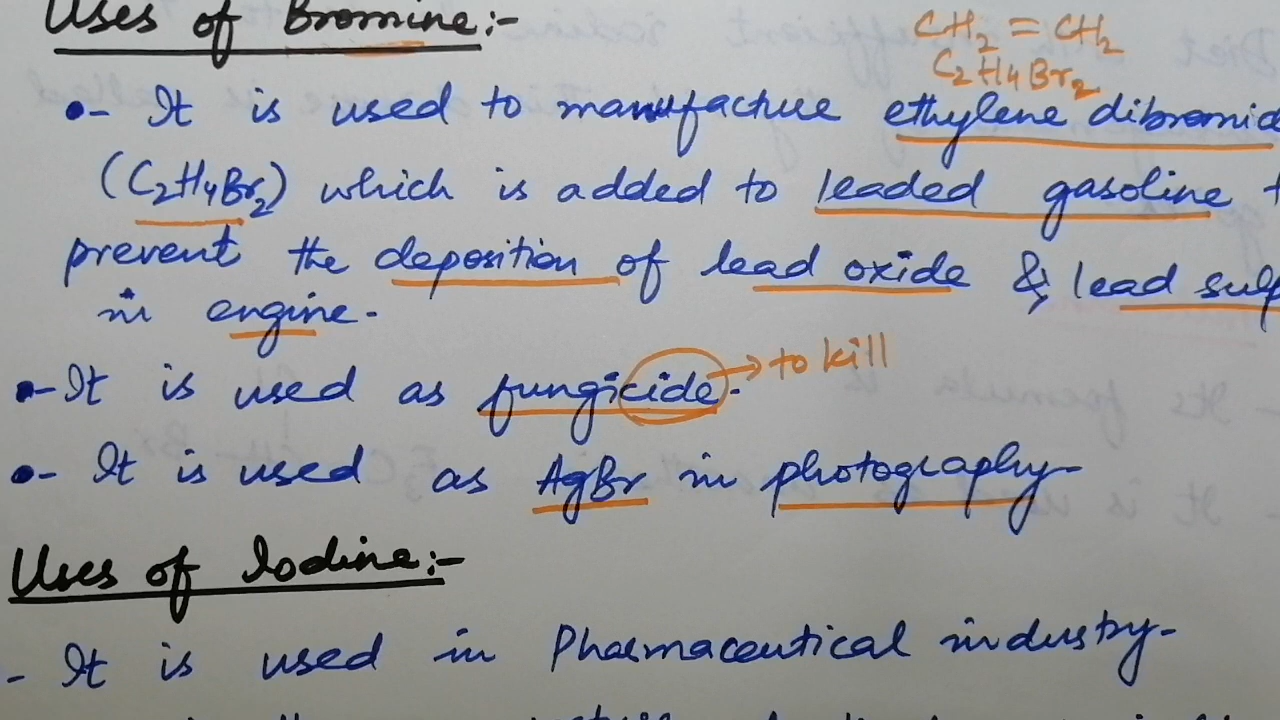 Uses of Bromine:-
CH2 = CH2
C2H4Br2
•- It is used to manufacture ethylene dibromid
(C2H4Br2) which is added to leaded gasoline t
prevent the deposition of lead oxide & lead sulp
in engine.
•- It is used as fungicide. → to kill
•- It is used as AgBr in photography-
Uses of Iodine:-
- It is used in Pharmaceutical industry-